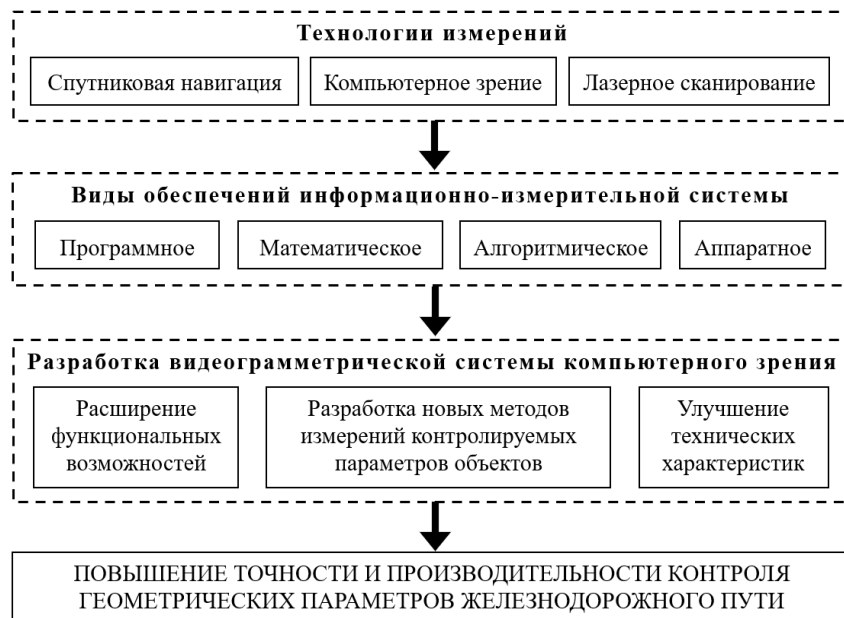 Технологии измерений
Спутниковая навигация
Компьютерное зрение
Лазерное сканирование
Виды обеспечений информационно-измерительной системы
Программное
Математическое
Алгоритмическое
Аппаратное
Разработка видеограмметрической системы компьютерного зрения
Расширение
функциональных
возможностей
Разработка новых методов
измерений контролируемых
параметров объектов
Улучшение
технических
характеристик
ПОВЫШЕНИЕ ТОЧНОСТИ И ПРОИЗВОДИТЕЛЬНОСТИ КОНТРОЛЯ
ГЕОМЕТРИЧЕСКИХ ПАРАМЕТРОВ ЖЕЛЕЗНОДОРОЖНОГО ПУТИ